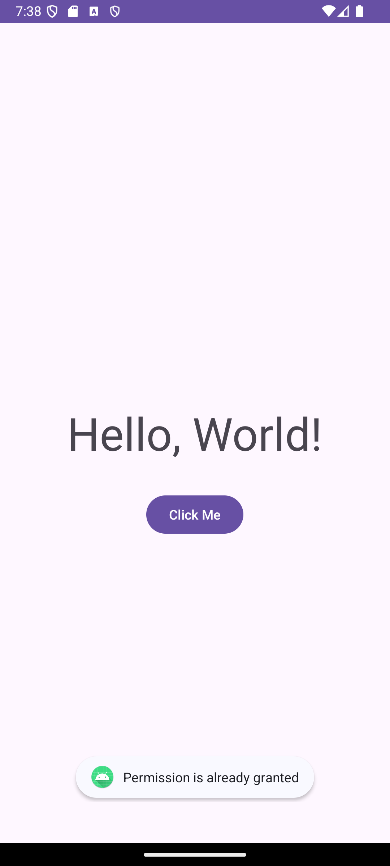 7:38
Hello, World!
Click Me
Permission is already granted